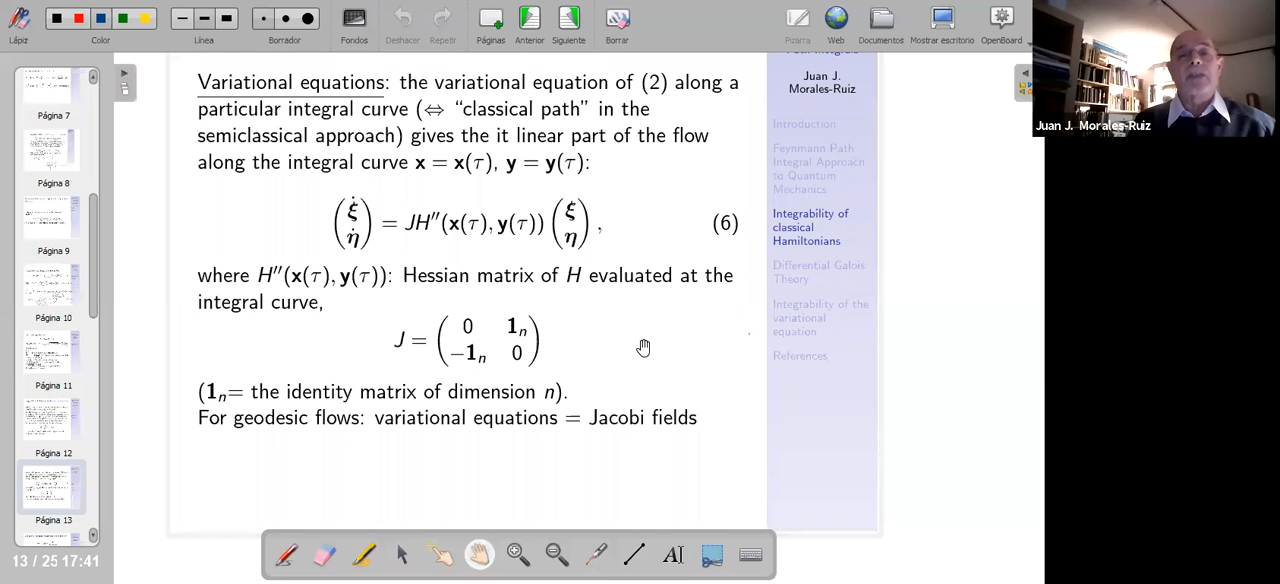 Lápiz
Color
Línea
Borrador
Fondos
Deshacer
Repetir
Páginas
Anterior
Siguiente
Borrar
Pizarra
Web
Documentos
Mostrar escritorio
OpenBoard
Página 7
Página 8
Página 9
Página 10
Página 11
Página 12
Página 13
13 / 25 17:41
Variational equations: the variational equation of (2) along a
particular integral curve (⇔ “classical path” in the
semiclassical approach) gives the it linear part of the flow
along the integral curve x = x(τ), y = y(τ):
(ξ̇ η̇) = JH′′(x(τ), y(τ)) (ξ η) , (6)
where H′′(x(τ), y(τ)): Hessian matrix of H evaluated at the
integral curve,
J = (0 1ₙ
−1ₙ 0)
(1ₙ= the identity matrix of dimension n).
For geodesic flows: variational equations = Jacobi fields
Juan J.
Morales-Ruiz
Introduction
Feynmann Path
Integral Approach
to Quantum
Mechanics
Integrability of
classical
Hamiltonians
Differential Galois
Theory
Integrability of the
variational
equation
References
Juan J. Morales-Ruiz